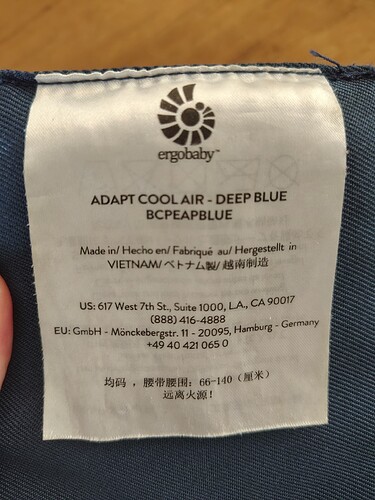 ergobaby™
ADAPT COOL AIR - DEEP BLUE
BCPEAPBLUE
Made in/ Hecho en/ Fabriqué au/ Hergestellt in
VIETNAM/ ベトナム製/ 越南制造
US: 617 West 7th St., Suite 1000, L.A., CA 90017
(888) 416-4888
EU: GmbH - Mönckebergstr. 11 - 20095, Hamburg - Germany
+49 40 421 065 0
均码 ，腰带腰围：66-140（厘米）
远离火源！